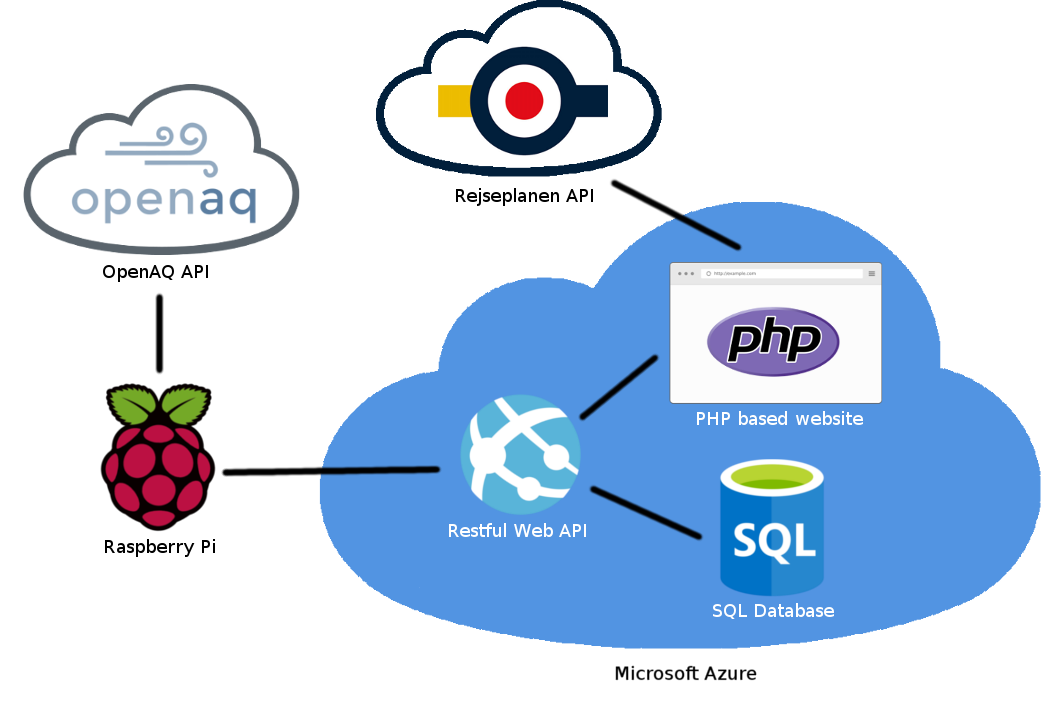 Rejseplanen API
openaq
OpenAQ API
http://example.com
php
PHP based website
Restful Web API
Raspberry Pi
SQL
SQL Database
Microsoft Azure